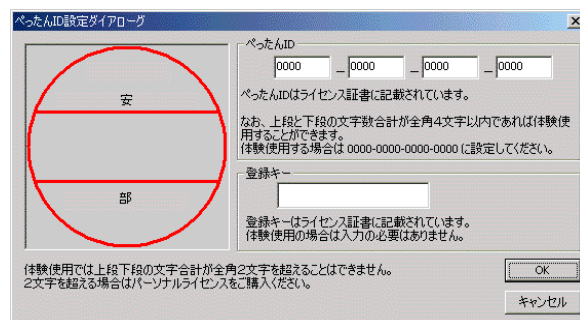 ぺったんID設定ダイアローグ
安
部
ぺったんID
0000 - 0000 - 0000 - 0000
ぺったんIDはライセンス証書に記載されています。
なお、上段と下段の文字数合計が全角4文字以内であれば体験使
用することができます。
体験使用する場合は 0000-0000-0000-0000 に設定してください。
登録キー
登録キーはライセンス証書に記載されています。
体験使用の場合は入力の必要はありません。
体験使用では上段下段の文字合計が全角2文字を超えることはできません。
2文字を超える場合はパーソナルライセンスをご購入ください。
OK
キャンセル